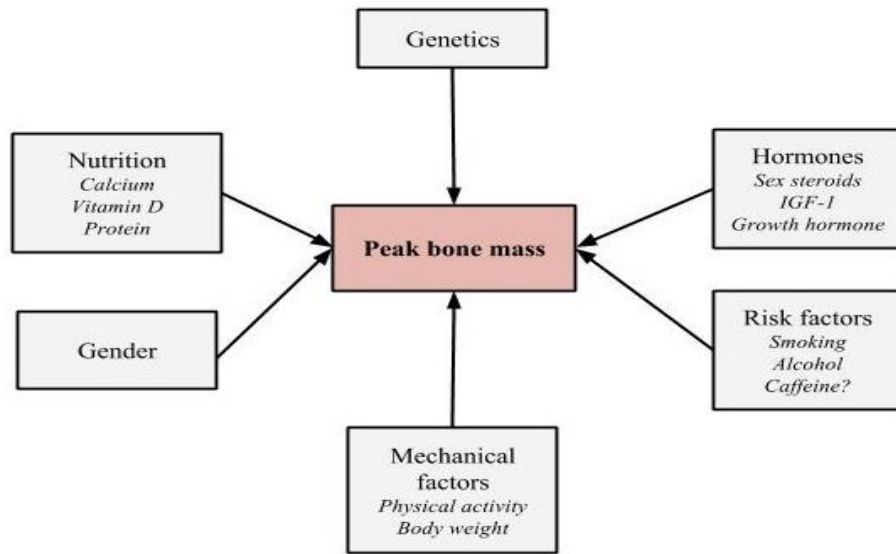 Genetics
Nutrition
Calcium
Vitamin D
Protein
Hormones
Sex steroids
IGF-1
Growth hormone
Peak bone mass
Gender
Risk factors
Smoking
Alcohol
Caffeine?
Mechanical
factors
Physical activity
Body weight